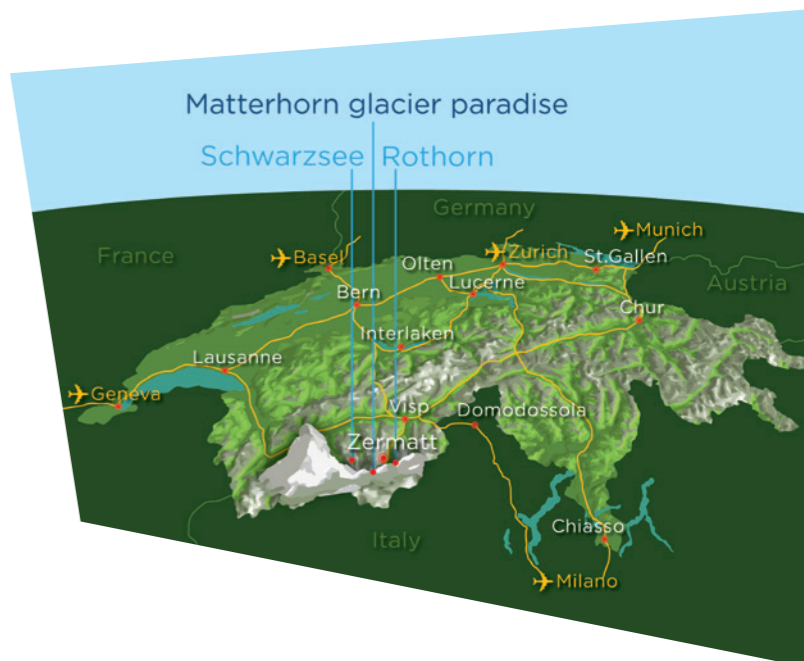 Matterhorn glacier paradise
Schwarzsee Rothorn
Germany
Munich
France
Basel
Zurich
Olten
St.Gallen
Lucerne
Austria
Bern
Chur
Interlaken
Lausanne
Geneva
Visp
Domodossola
Zermatt
Chiasso
Italy
Milano